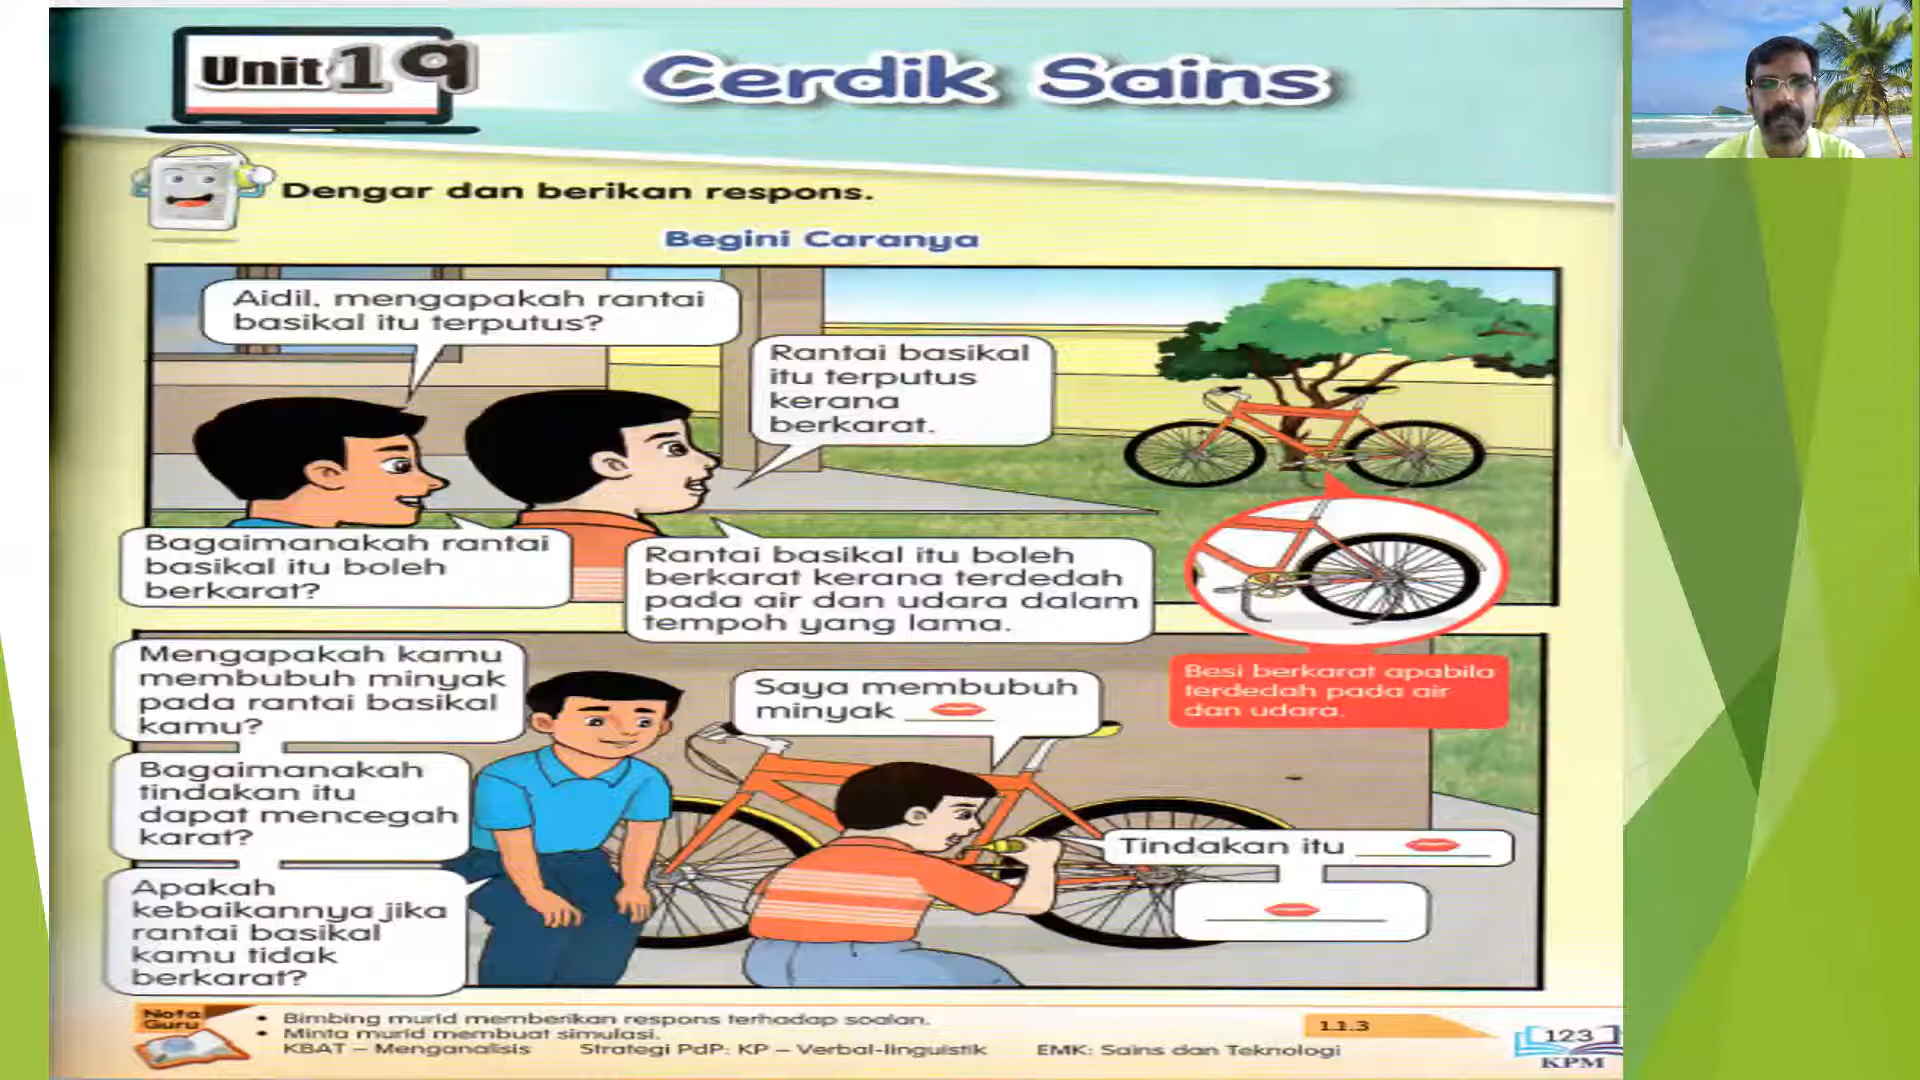 Unit 19
Cerdik Sains
Dengar dan berikan respons.
Begini Caranya
Aidil, mengapakah rantai
basikal itu terputus?
Rantai basikal
itu terputus
kerana
berkarat.
Bagaimanakah rantai
basikal itu boleh
berkarat?
Rantai basikal itu boleh
berkarat kerana terdedah
pada air dan udara dalam
tempoh yang lama.
Besi berkarat apabila
terdedah pada air
dan udara.
Mengapakah kamu
membubuh minyak
pada rantai basikal
kamu?
Saya membubuh
minyak
Bagaimanakah
tindakan itu
dapat mencegah
karat?
Tindakan itu
Apakah
kebaikannya jika
rantai basikal
kamu tidak
berkarat?
Nota
Guru
• Bimbing murid memberikan respons terhadap soalan.
• Minta murid membuat simulasi.
KBAT – Menganalisis Strategi PdP: KP – Verbal-linguistik EMK: Sains dan Teknologi
1.1.3
123
KPM